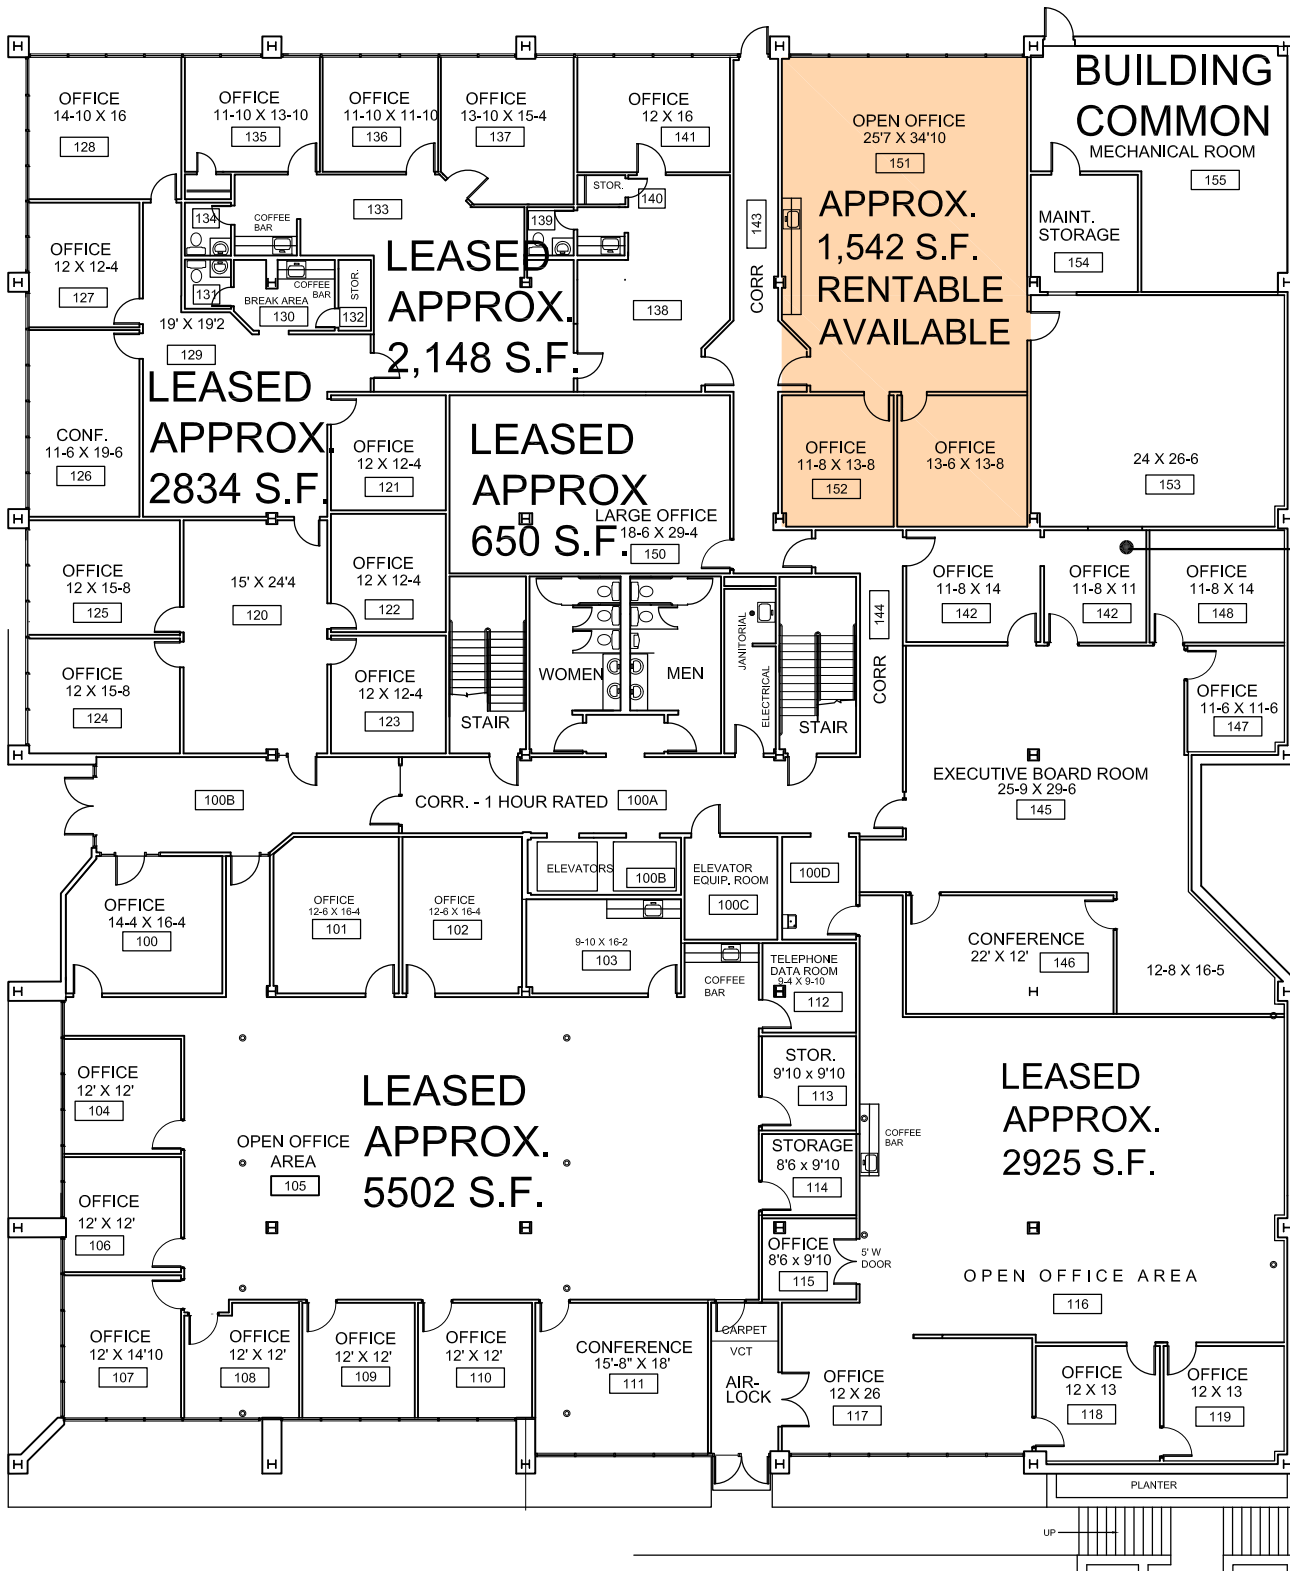 OFFICE
14-10 X 16
128
OFFICE
11-10 X 13-10
135
OFFICE
11-10 X 11-10
136
OFFICE
13-10 X 15-4
137
OFFICE
12 X 16
141
OPEN OFFICE
25'7 X 34'10
151
APPROX.
1,542 S.F.
RENTABLE
AVAILABLE
BUILDING
COMMON
MECHANICAL ROOM
155
MAINT.
STORAGE
154
STOR.
140
133
134
COFFEE
BAR
139
143
CORR
OFFICE
12 X 12-4
127
131
BREAK AREA
130
COFFEE
BAR
STOR.
132
LEASED
APPROX.
2,148 S.F.
138
19' X 19'2
129
LEASED
APPROX.
2834 S.F.
CONF.
11-6 X 19-6
126
OFFICE
12 X 12-4
121
LEASED
APPROX
650 S.F.
LARGE OFFICE
18-6 X 29-4
150
OFFICE
11-8 X 13-8
152
OFFICE
13-6 X 13-8
24 X 26-6
153
OFFICE
12 X 15-8
125
15' X 24'4
120
OFFICE
12 X 12-4
122
OFFICE
11-8 X 14
142
OFFICE
11-8 X 11
142
OFFICE
11-8 X 14
148
144
CORR
OFFICE
12 X 15-8
124
OFFICE
12 X 12-4
123
STAIR
WOMEN
MEN
JANITORIAL
ELECTRICAL
STAIR
OFFICE
11-6 X 11-6
147
EXECUTIVE BOARD ROOM
25-9 X 29-6
145
100B
CORR. - 1 HOUR RATED
100A
ELEVATORS
100B
ELEVATOR
EQUIP. ROOM
100C
100D
OFFICE
14-4 X 16-4
100
OFFICE
12-6 X 16-4
101
OFFICE
12-6 X 16-4
102
9-10 X 16-2
103
COFFEE
BAR
TELEPHONE
DATA ROOM
9-4 X 9-10
112
CONFERENCE
22' X 12'
146
12-8 X 16-5
OFFICE
12' X 12'
104
LEASED
APPROX.
5502 S.F.
OPEN OFFICE
AREA
105
STOR.
9'10 x 9'10
113
STORAGE
8'6 x 9'10
114
COFFEE
BAR
LEASED
APPROX.
2925 S.F.
OFFICE
12' X 12'
106
OFFICE
8'6 x 9'10
115
5' W
DOOR
OPEN OFFICE AREA
116
OFFICE
12' X 14'10
107
OFFICE
12' X 12'
108
OFFICE
12' X 12'
109
OFFICE
12' X 12'
110
CONFERENCE
15'-8" X 18'
111
CARPET
VCT
AIR-
LOCK
OFFICE
12 X 26
117
OFFICE
12 X 13
118
OFFICE
12 X 13
119
PLANTER
UP